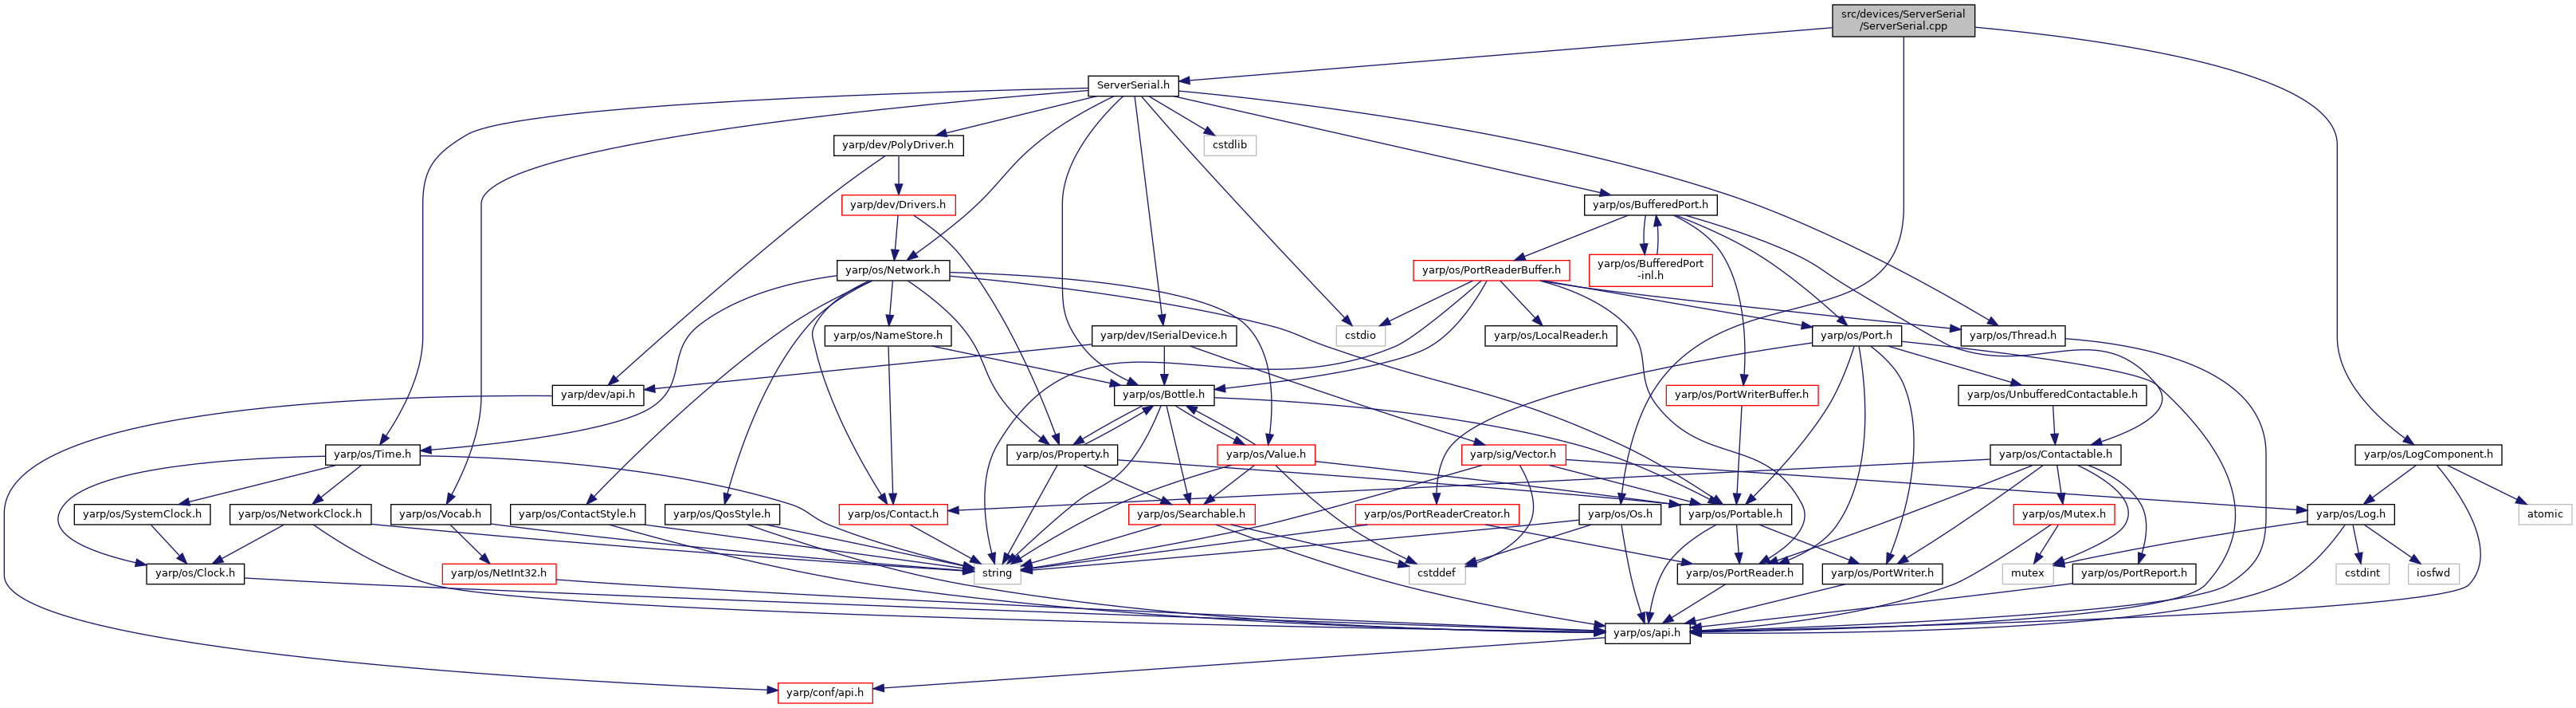 src/devices/ServerSerial
/ServerSerial.cpp
ServerSerial.h
yarp/dev/PolyDriver.h
cstdlib
yarp/dev/Drivers.h
yarp/os/BufferedPort.h
yarp/os/Network.h
yarp/os/PortReaderBuffer.h
yarp/os/BufferedPort
-inl.h
yarp/os/NameStore.h
yarp/dev/ISerialDevice.h
cstdio
yarp/os/LocalReader.h
yarp/os/Port.h
yarp/os/Thread.h
yarp/dev/api.h
yarp/os/Bottle.h
yarp/os/PortWriterBuffer.h
yarp/os/UnbufferedContactable.h
yarp/os/Time.h
yarp/os/Property.h
yarp/os/Value.h
yarp/sig/Vector.h
yarp/os/Contactable.h
yarp/os/LogComponent.h
yarp/os/SystemClock.h
yarp/os/NetworkClock.h
yarp/os/Vocab.h
yarp/os/ContactStyle.h
yarp/os/QosStyle.h
yarp/os/Contact.h
yarp/os/Searchable.h
yarp/os/PortReaderCreator.h
yarp/os/Os.h
yarp/os/Portable.h
yarp/os/Mutex.h
yarp/os/Log.h
atomic
yarp/os/Clock.h
yarp/os/NetInt32.h
string
cstddef
yarp/os/PortReader.h
yarp/os/PortWriter.h
mutex
yarp/os/PortReport.h
cstdint
iosfwd
yarp/os/api.h
yarp/conf/api.h